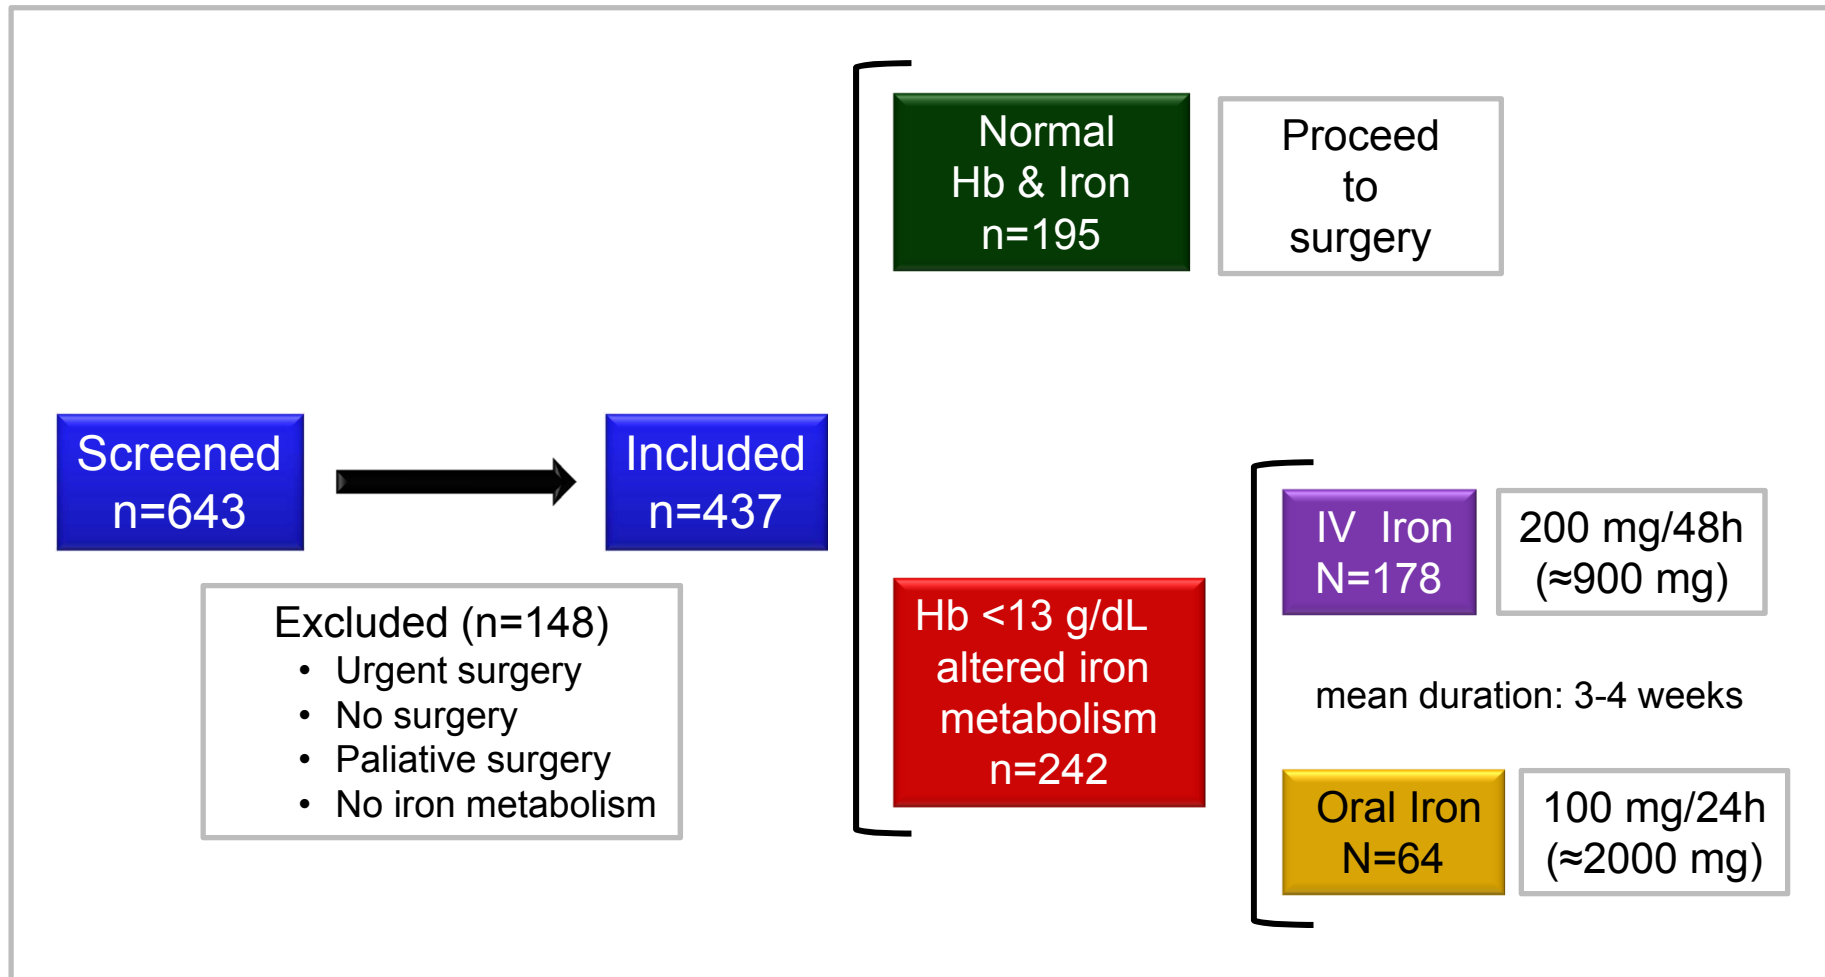 Screened
n=643
Included
n=437
Excluded (n=148)
• Urgent surgery
• No surgery
• Paliative surgery
• No iron metabolism
Normal
Hb & Iron
n=195
Proceed
to
surgery
Hb <13 g/dL
altered iron
metabolism
n=242
IV Iron
N=178
200 mg/48h
(≈900 mg)
mean duration: 3-4 weeks
Oral Iron
N=64
100 mg/24h
(≈2000 mg)